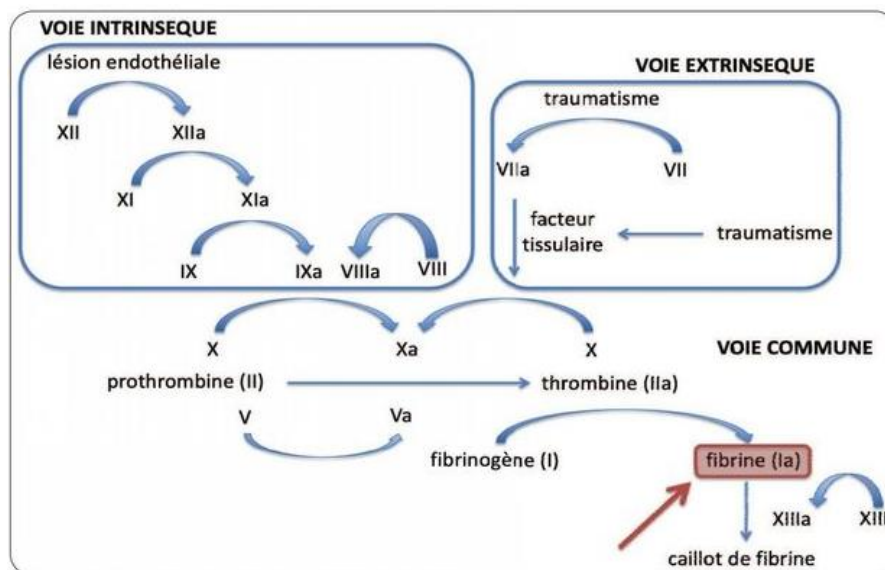 VOIE INTRINSEQUE
lésion endothéliale
XII XIIa
XI XIa
IX IXa VIIIa VIII
VOIE EXTRINSEQUE
traumatisme
VIIa VII
facteur
tissulaire
traumatisme
X Xa X
VOIE COMMUNE
prothrombine (II) thrombine (IIa)
V Va
fibrinogène (I) fibrine (Ia)
XIIIa XIII
caillot de fibrine